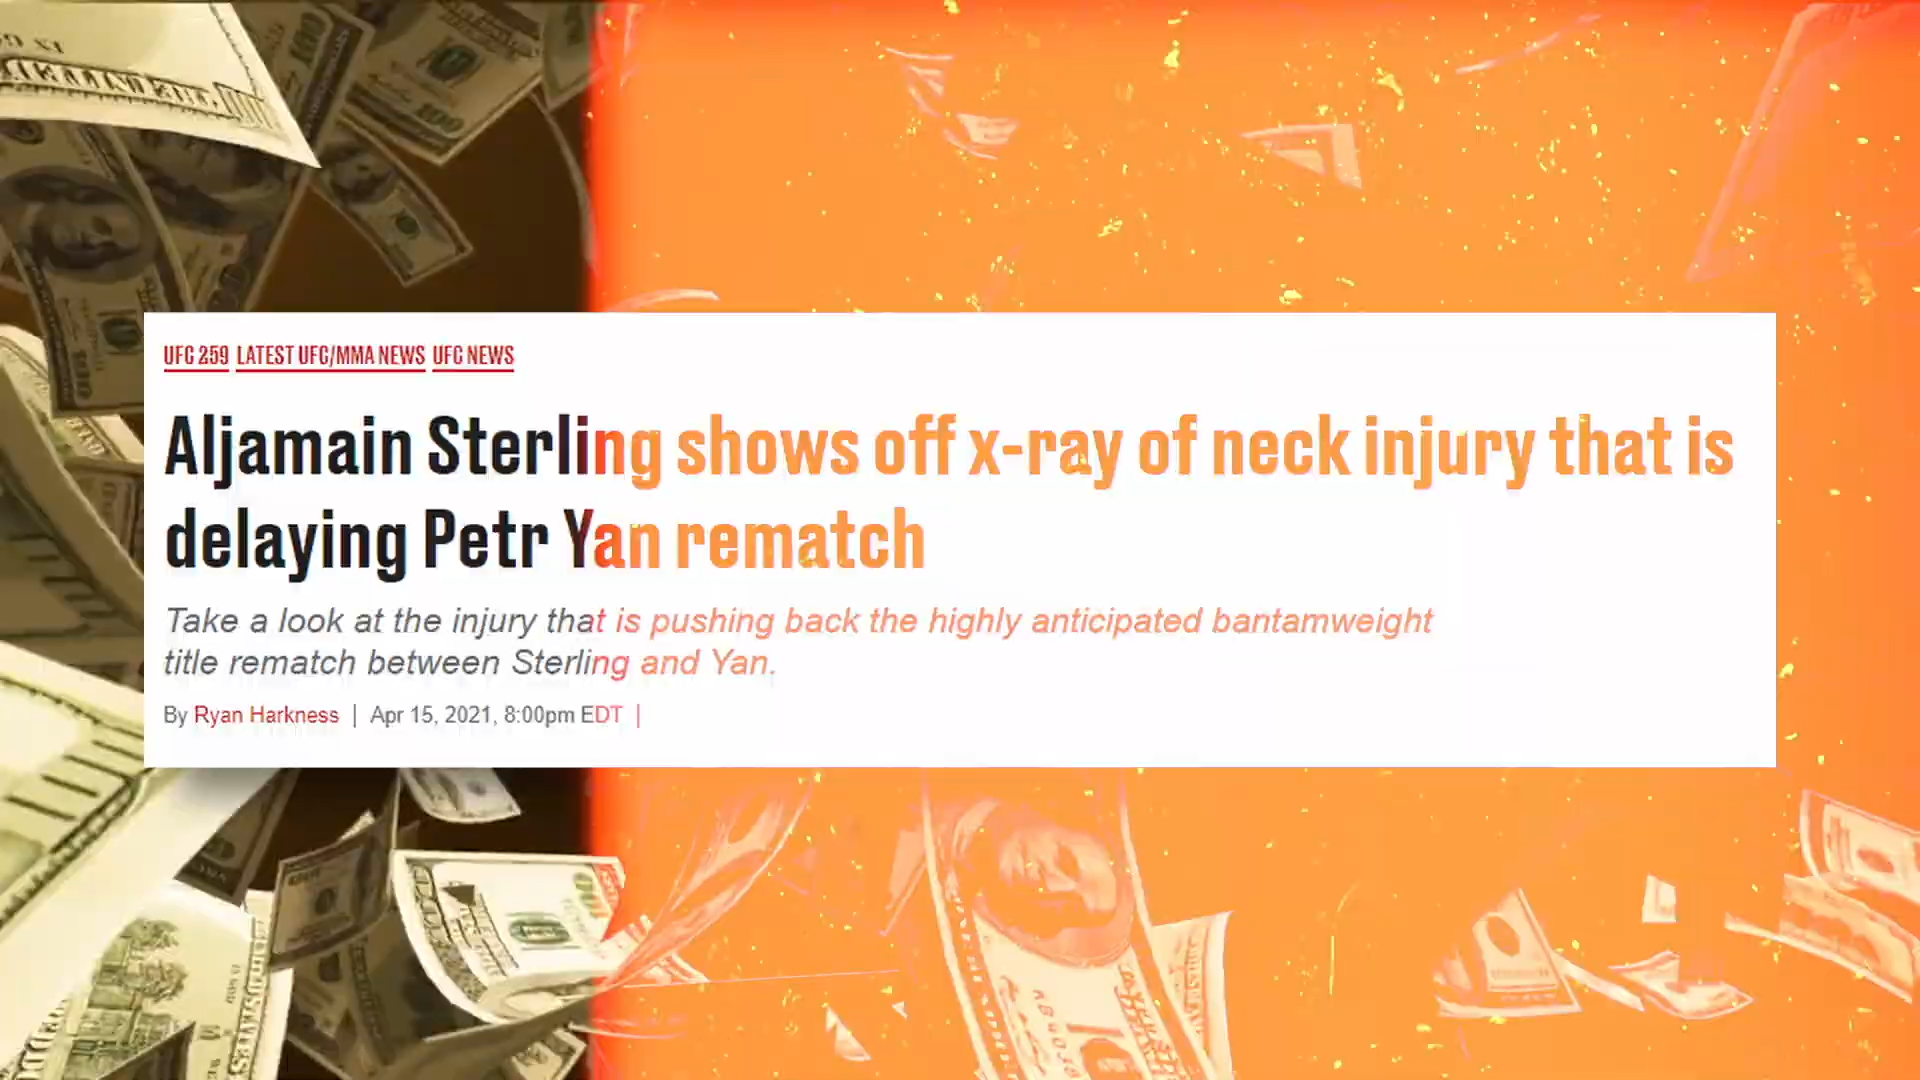 UFC 259 LATEST UFC/MMA NEWS UFC NEWS
Aljamain Sterling shows off x-ray of neck injury that is
delaying Petr Yan rematch
Take a look at the injury that is pushing back the highly anticipated bantamweight
title rematch between Sterling and Yan.
By Ryan Harkness | Apr 15, 2021, 8:00pm EDT |